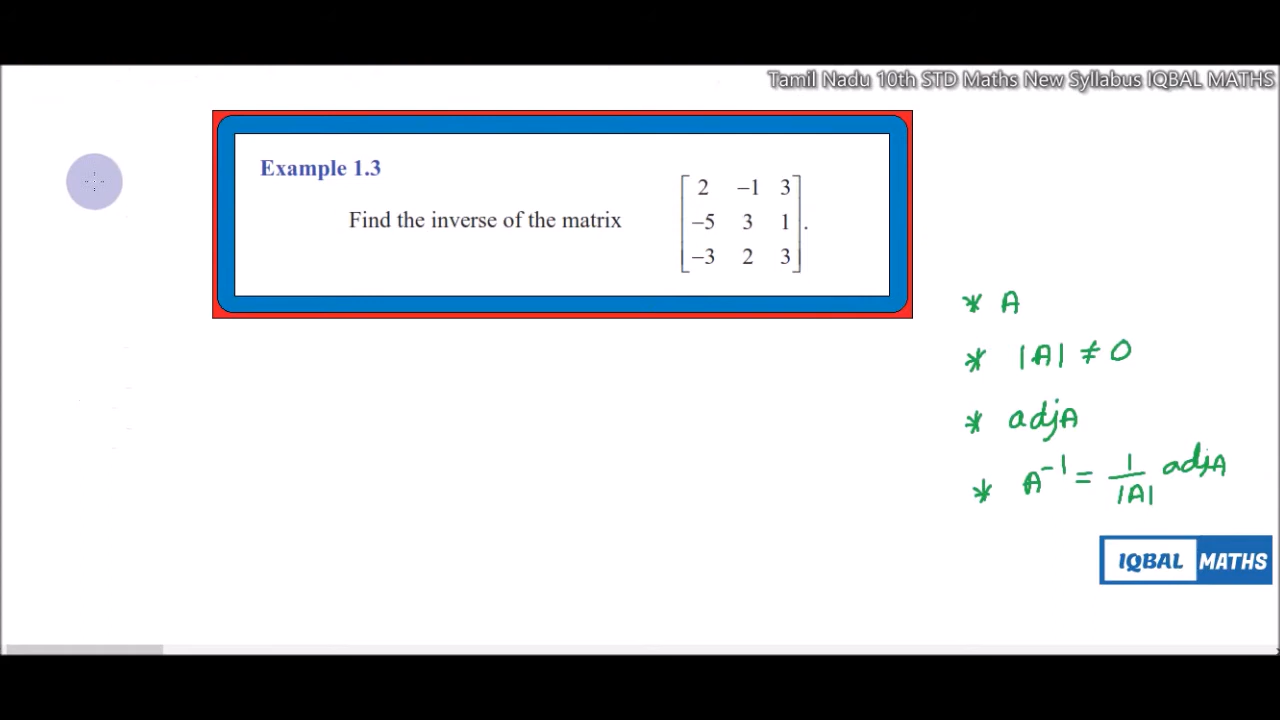 Tamil Nadu 10th STD Maths New Syllabus IQBAL MATHS
Example 1.3
Find the inverse of the matrix
2 −1 3
−5 3 1
−3 2 3
.
* A
* |A| ≠ 0
* adjA
* A⁻¹ = 1/|A| adjA
IQBAL MATHS